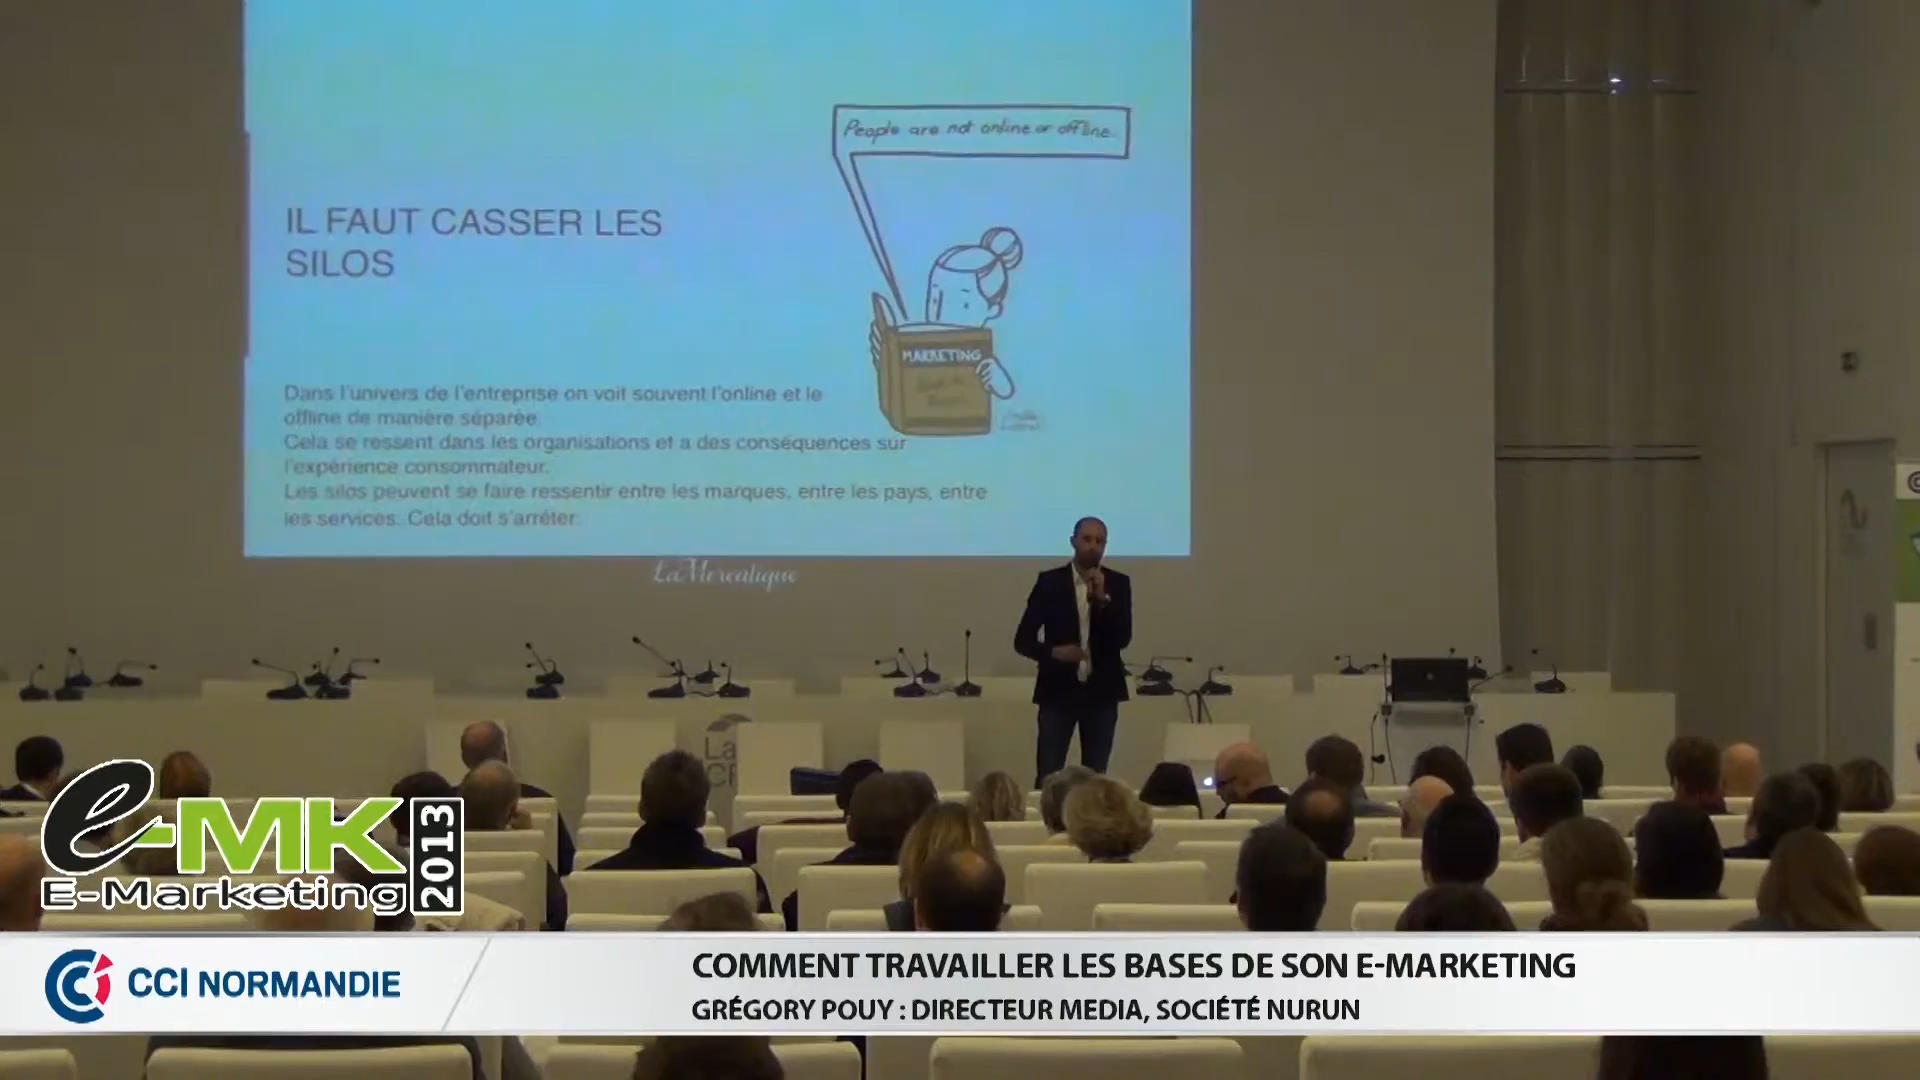 People are not online or offline.
IL FAUT CASSER LES
SILOS
MARKETING
Dans l'univers de l'entreprise on voit souvent l'online et le
offline de manière séparée.
Cela se ressent dans les organisations et a des conséquences sur
l'expérience consommateur.
Les silos peuvent se faire ressentir entre les marques, entre les pays, entre
les services. Cela doit s'arrêter.
LaMercatique
La
e-MK
E-Marketing
2013
CCI NORMANDIE
COMMENT TRAVAILLER LES BASES DE SON E-MARKETING
GRÉGORY POUY : DIRECTEUR MEDIA, SOCIÉTÉ NURUN